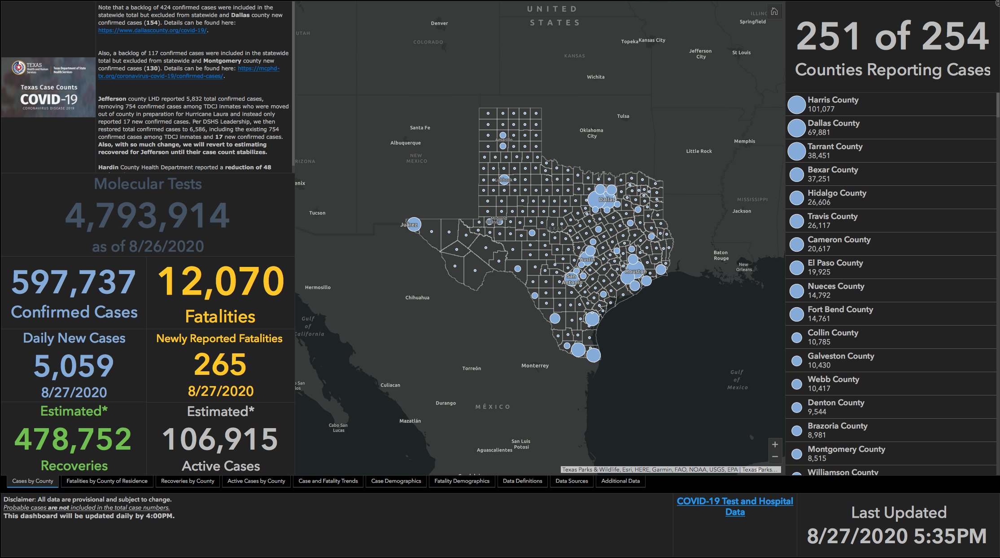 Note that a backlog of 424 confirmed cases were included in the
statewide total but excluded from statewide and Dallas county new
confirmed cases (154). Details can be found here:
https://www.dallascounty.org/covid-19/.
Also, a backlog of 117 confirmed cases were included in the statewide
total but excluded from statewide and Montgomery county new
confirmed cases (130). Details can be found here: https://mcphd-
tx.org/coronavirus-covid-19/confirmed-cases/.
Jefferson county LHD reported 5,832 total confirmed cases,
removing 754 confirmed cases among TDCJ inmates who were moved
out of county in preparation for Hurricane Laura and instead only
reported 17 new confirmed cases. Per DSHS Leadership, we then
restored total confirmed cases to 6,586, including the existing 754
confirmed cases among TDCJ inmates and 17 new confirmed cases.
Also, with so much change, we will revert to estimating
recovered for Jefferson until their case count stabilizes.
Hardin County Health Department reported a reduction of 48
TEXAS
Health and Human
Services
Texas Department of State
Health Services
Texas Case Counts
COVID-19
CORONAVIRUS DISEASE 2019
Molecular Tests
4,793,914
as of 8/26/2020
597,737
Confirmed Cases
12,070
Fatalities
Daily New Cases
5,059
8/27/2020
Newly Reported Fatalities
265
8/27/2020
Estimated*
478,752
Recoveries
Estimated*
106,915
Active Cases
UNITED
STATES
ILLINO
Springfield
Denver
UTAH
COLORADO
Topeka
Kansas City
Jefferson
City
St Louis
KANSAS
Wichita
Tulsa
Santa Fe
Oklahoma
City
Albuquerque
Memphis
Little Rock
NEW
MEXICO
RIZONA
Amarillo
enix
Lubbock
Dallas
MISSISSIPPI
Jackson
Tucson
Midland
Odessa
Juárez
TEXAS
Baton
Rouge
Austin
New
Orleans
Houston
San
Antonio
Hermosillo
Chihuahua
Gulf
of
California
Torreón
Monterrey
Gulf
of
Mexico
San
los
Culiacan
Durango
MÉXICO
Mazatlán
Cabo San
Lucas
San Luis
Potosi
Aguascalientes
+
−
Texas Parks & Wildlife, Esri, HERE, Garmin, FAO, NOAA, USGS, EPA | Texas Parks...
251 of 254
Counties Reporting Cases
Harris County
101,077
Dallas County
69,881
Tarrant County
38,451
Bexar County
37,251
Hidalgo County
26,606
Travis County
26,117
Cameron County
20,617
El Paso County
19,925
Nueces County
14,792
Fort Bend County
14,761
Collin County
10,785
Galveston County
10,430
Webb County
10,417
Denton County
9,544
Brazoria County
8,981
Montgomery County
8,515
Williamson County
Cases by County
Fatalities by County of Residence
Recoveries by County
Active Cases by County
Case and Fatality Trends
Case Demographics
Fatality Demographics
Data Definitions
Data Sources
Additional Data
Disclaimer: All data are provisional and subject to change.
Probable cases are not included in the total case numbers.
This dashboard will be updated daily by 4:00PM.
COVID-19 Test and Hospital
Data
Last Updated
8/27/2020 5:35PM